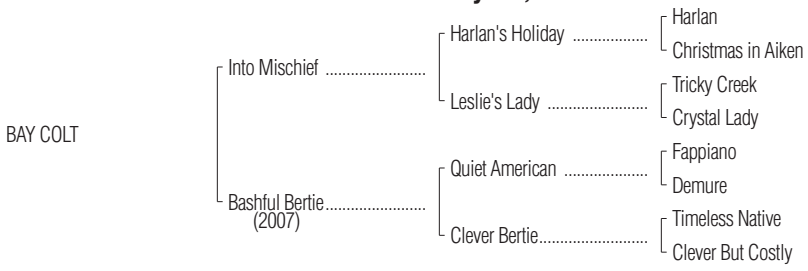 Harlan
Harlan's Holiday ..................
Christmas in Aiken
Into Mischief ........................
Tricky Creek
Leslie's Lady ........................
Crystal Lady
BAY COLT
Fappiano
Quiet American ....................
Demure
Bashful Bertie........................
(2007)
Timeless Native
Clever Bertie..........................
Clever But Costly